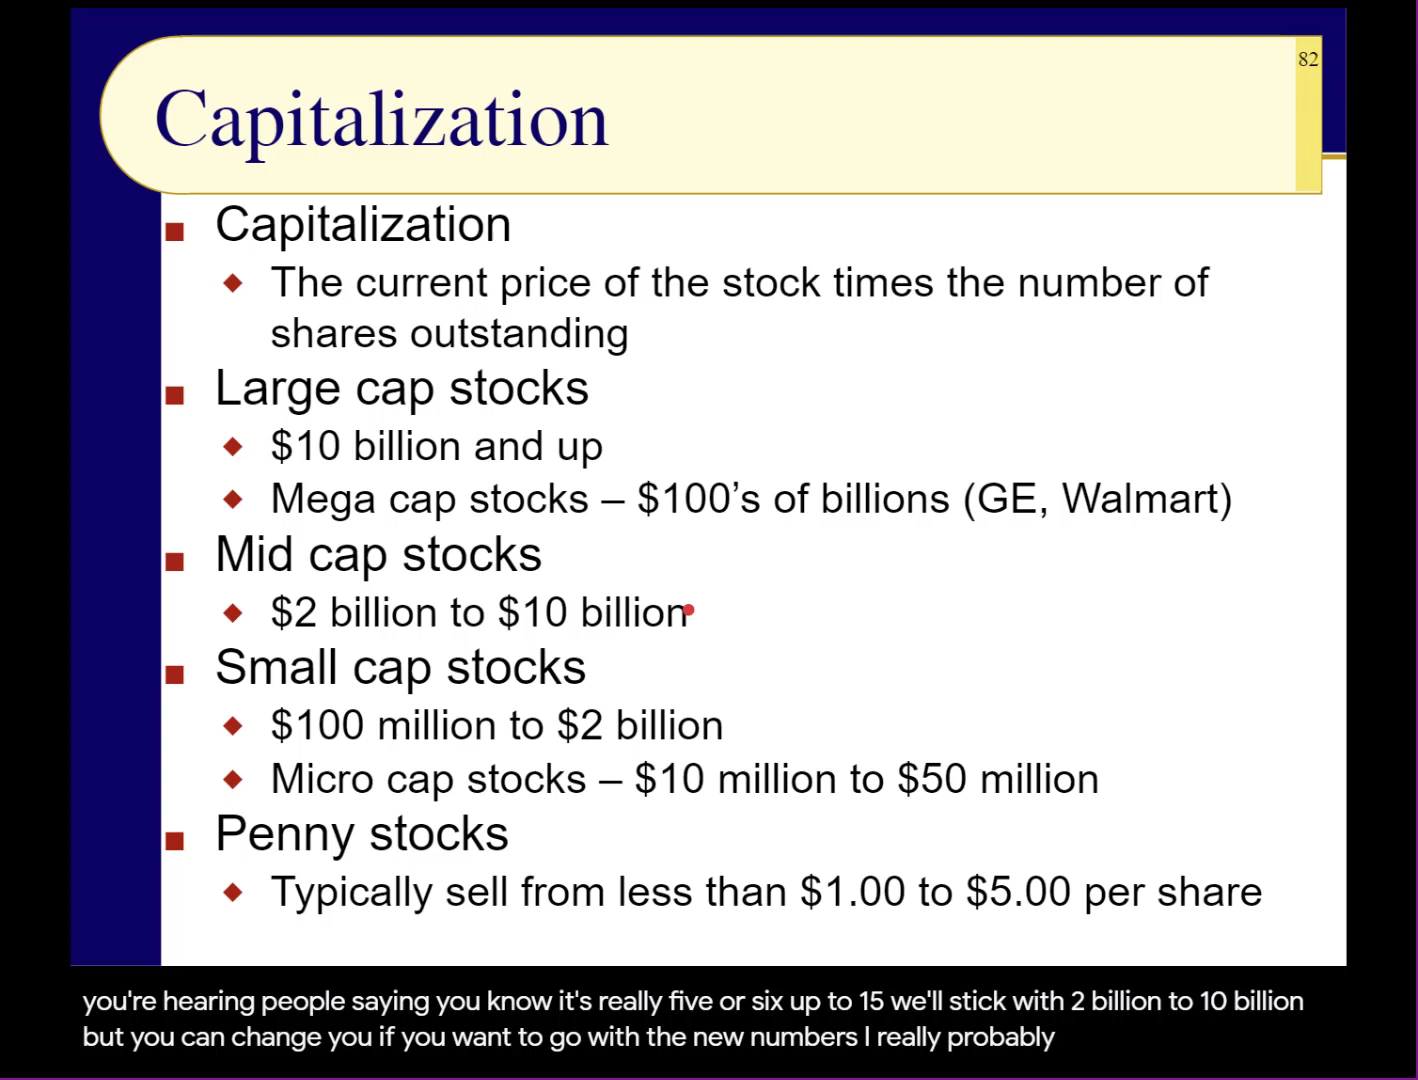 82
Capitalization
Capitalization
The current price of the stock times the number of
shares outstanding
Large cap stocks
$10 billion and up
Mega cap stocks – $100’s of billions (GE, Walmart)
Mid cap stocks
$2 billion to $10 billion
Small cap stocks
$100 million to $2 billion
Micro cap stocks – $10 million to $50 million
Penny stocks
Typically sell from less than $1.00 to $5.00 per share
you're hearing people saying you know it's really five or six up to 15 we'll stick with 2 billion to 10 billion
but you can change you if you want to go with the new numbers I really probably